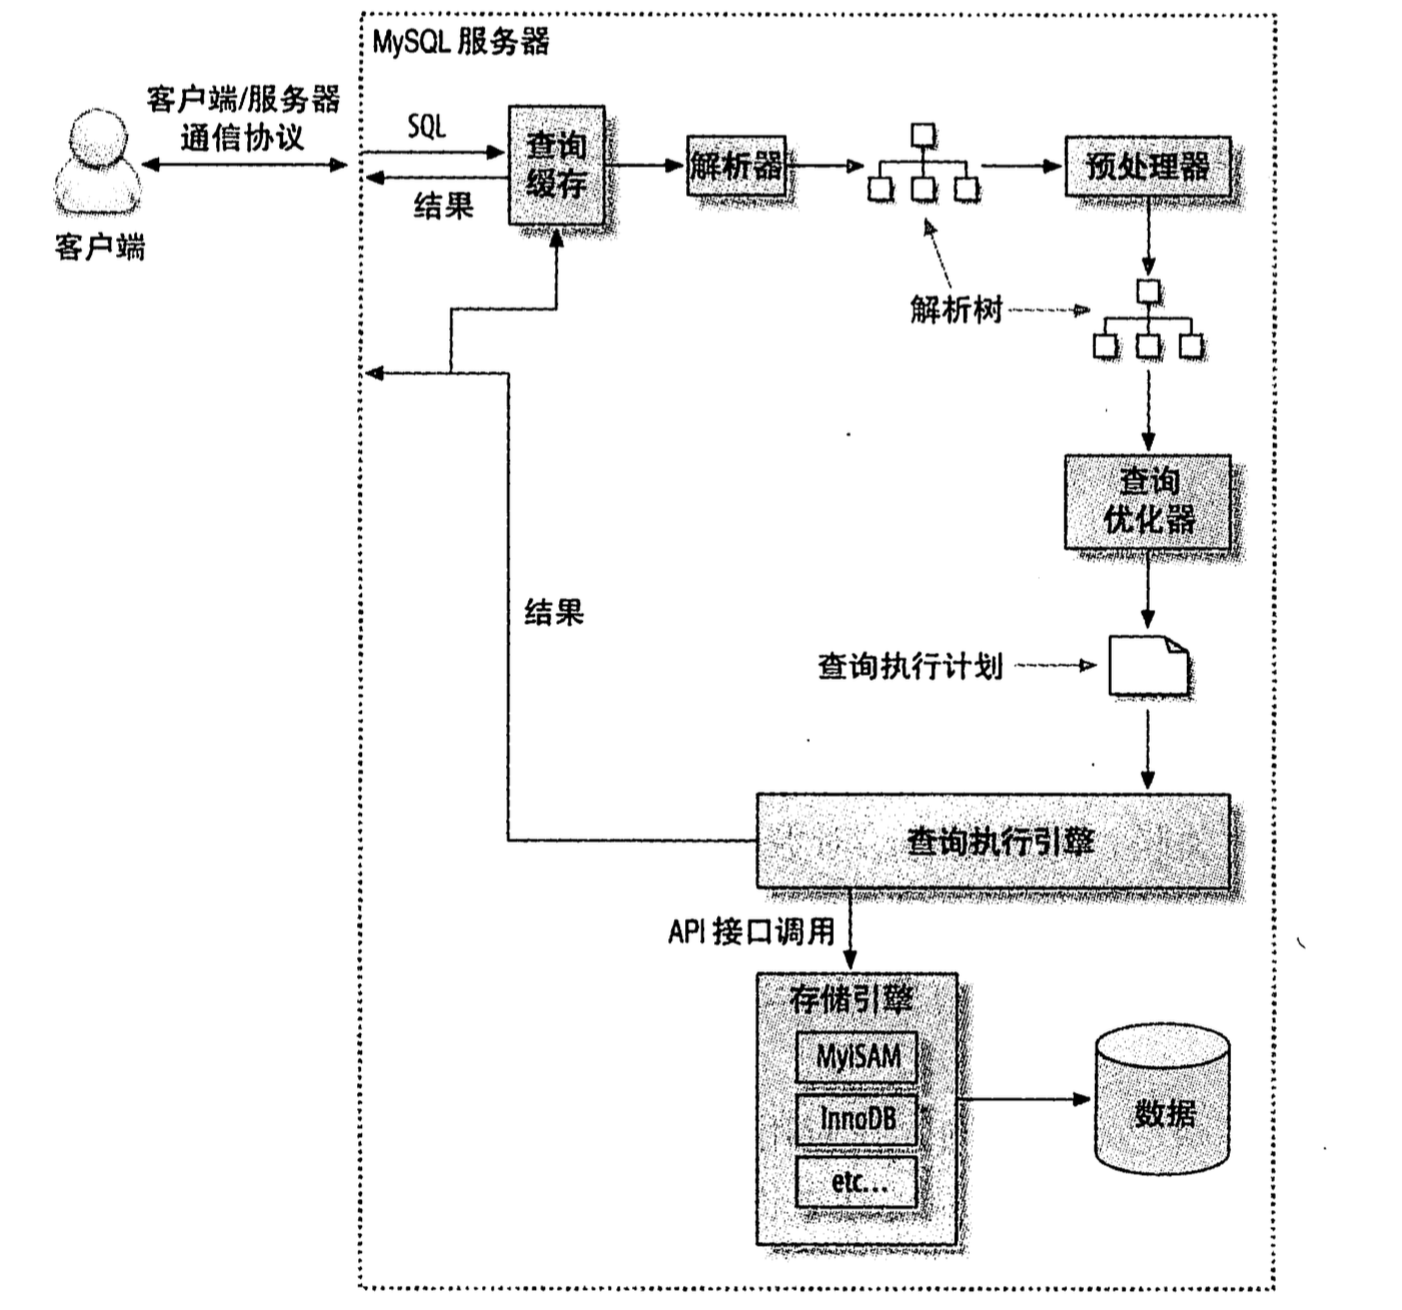 MySQL 服务器
客户端/服务器
通信协议
客户端
SQL
结果
查询
缓存
解析器
预处理器
解析树
查询
优化器
结果
查询执行计划
查询执行引擎
API 接口调用
存储引擎
MyISAM
InnoDB
etc...
数据